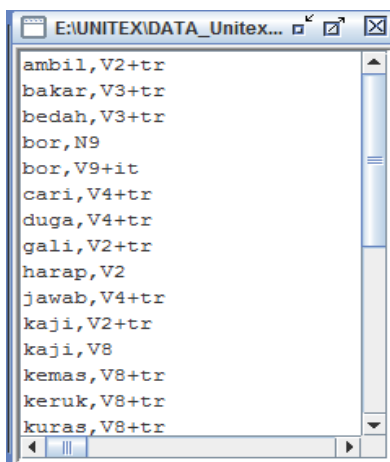 E:\UNITEX\DATA_Unitex...
ambil,V2+tr
bakar,V3+tr
bedah,V3+tr
bor,N9
bor,V9+it
cari,V4+tr
duga,V4+tr
gali,V2+tr
harap,V2
jawab,V4+tr
kaji,V2+tr
kaji,V8
kemas,V8+tr
keruk,V8+tr
kuras,V8+tr